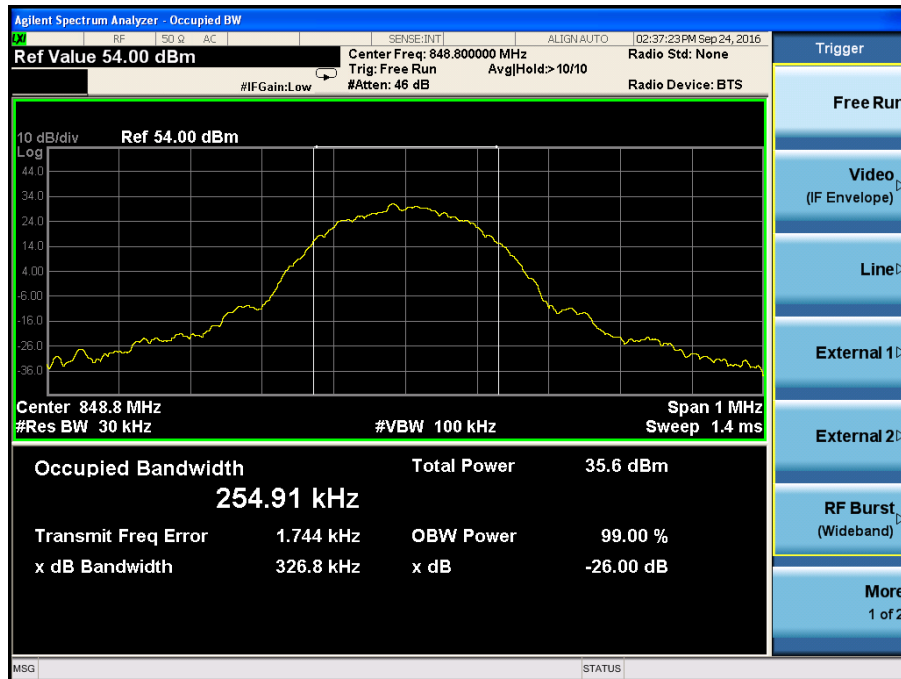 Agilent Spectrum Analyzer - Occupied BW
LXI RF 50 Ω AC SENSE:INT ALIGN AUTO 02:37:23 PM Sep 24, 2016
Ref Value 54.00 dBm Center Freq: 848.800000 MHz Radio Std: None
Trig: Free Run Avg|Hold:> 10/10
#IFGain:Low #Atten: 46 dB Radio Device: BTS
10 dB/div Ref 54.00 dBm
Log
44.0
34.0
24.0
14.0
4.00
-6.00
-16.0
-26.0
-36.0
Center 848.8 MHz Span 1 MHz
#Res BW 30 kHz #VBW 100 kHz Sweep 1.4 ms
Occupied Bandwidth Total Power 35.6 dBm
254.91 kHz
Transmit Freq Error 1.744 kHz OBW Power 99.00 %
x dB Bandwidth 326.8 kHz x dB -26.00 dB
MSG STATUS
Trigger
Free Run
Video
(IF Envelope)
Line
External 1
External 2
RF Burst
(Wideband)
More
1 of 2